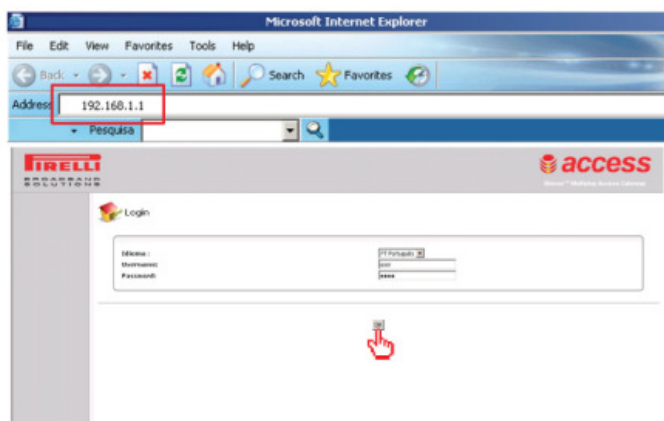 Microsoft Internet Explorer
File Edit View Favorites Tools Help
Back Search Favorites
Address 192.168.1.1
Pesquisa
PIRELLI access
BROADBAND
SOLUTIONS
Login
Idioma : PT Português
Username:
Password: ••••